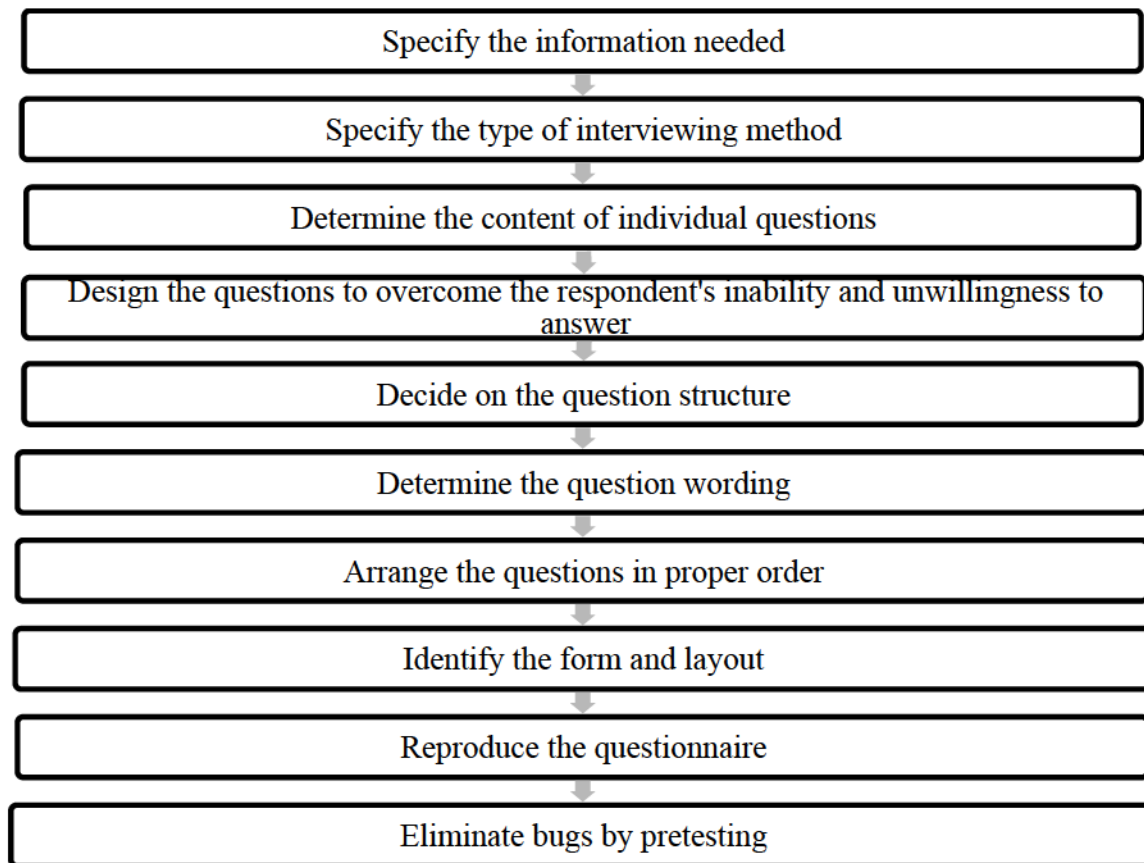 Specify the information needed
Specify the type of interviewing method
Determine the content of individual questions
Design the questions to overcome the respondent's inability and unwillingness to
answer
Decide on the question structure
Determine the question wording
Arrange the questions in proper order
Identify the form and layout
Reproduce the questionnaire
Eliminate bugs by pretesting